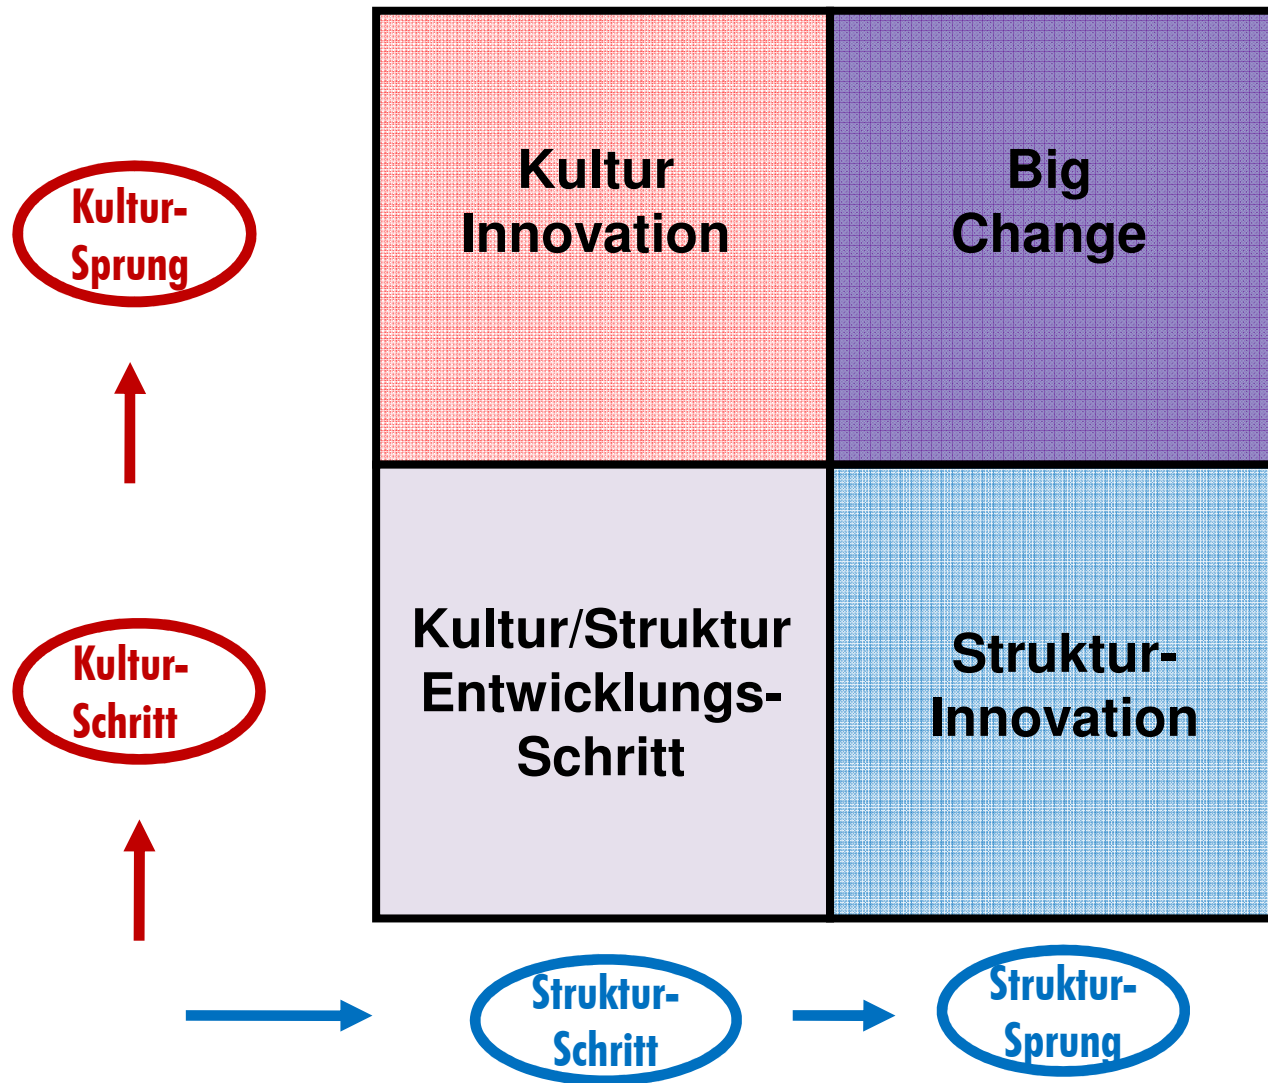 Kultur
Innovation
Big
Change
Kultur-
Sprung
Kultur/Struktur
Entwicklungs-
Schritt
Struktur-
Innovation
Kultur-
Schritt
Struktur-
Schritt
Struktur-
Sprung